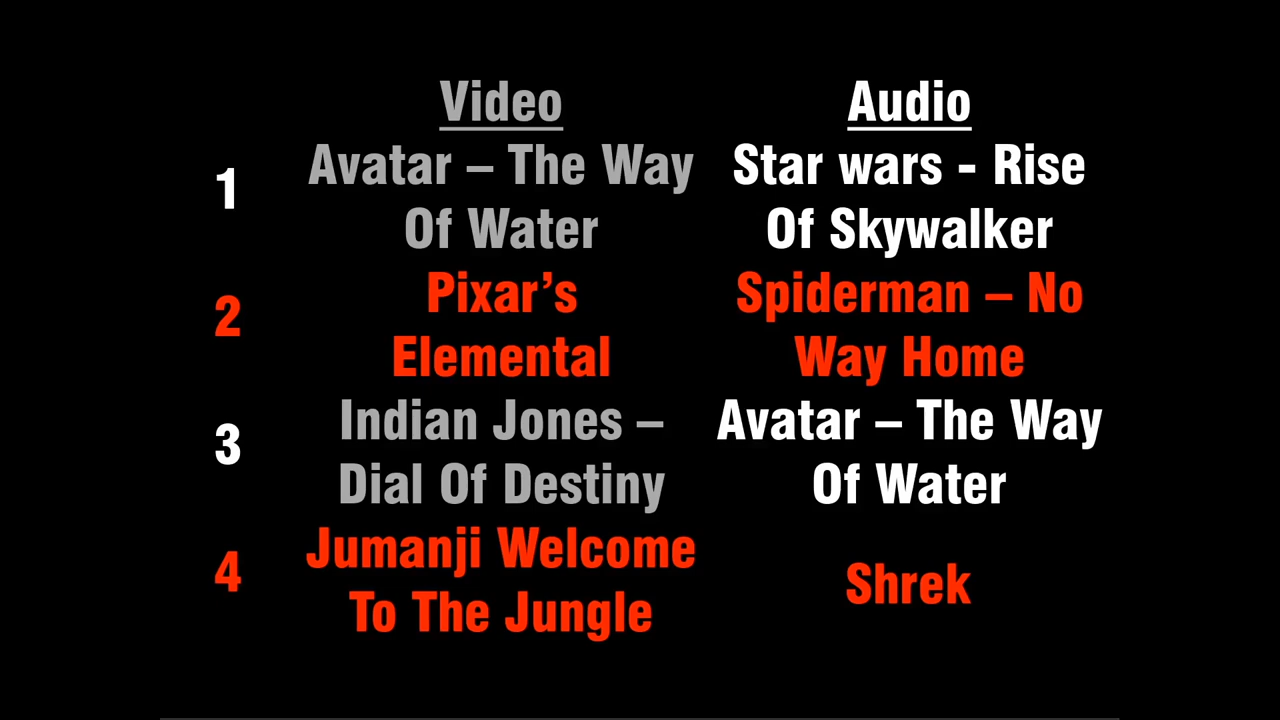 Video Audio
1 Avatar – The Way Of Water Star wars - Rise Of Skywalker
2 Pixar’s Elemental Spiderman – No Way Home
3 Indian Jones – Dial Of Destiny Avatar – The Way Of Water
4 Jumanji Welcome To The Jungle Shrek